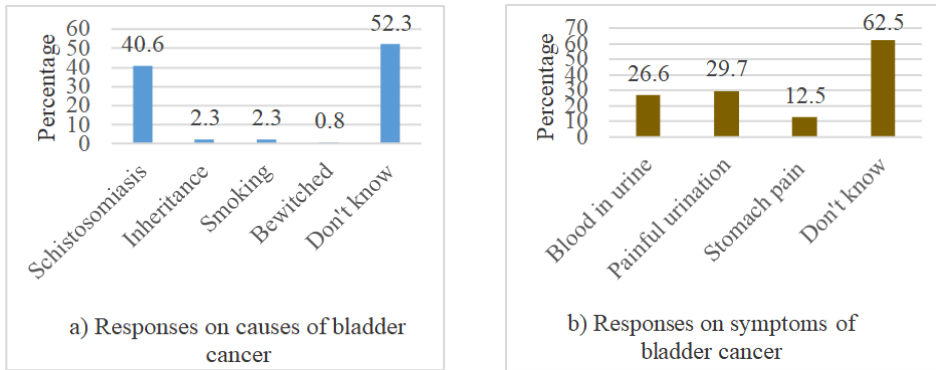 Percentage
60
50
40
30
20
10
0
40.6
2.3
2.3
0.8
52.3
Schistosomiasis
Inheritance
Smoking
Bewitched
Don't know
a) Responses on causes of bladder
cancer
Percentage
70
60
50
40
30
20
10
0
26.6
29.7
12.5
62.5
Blood in urine
Painful urination
Stomach pain
Don't know
b) Responses on symptoms of
bladder cancer